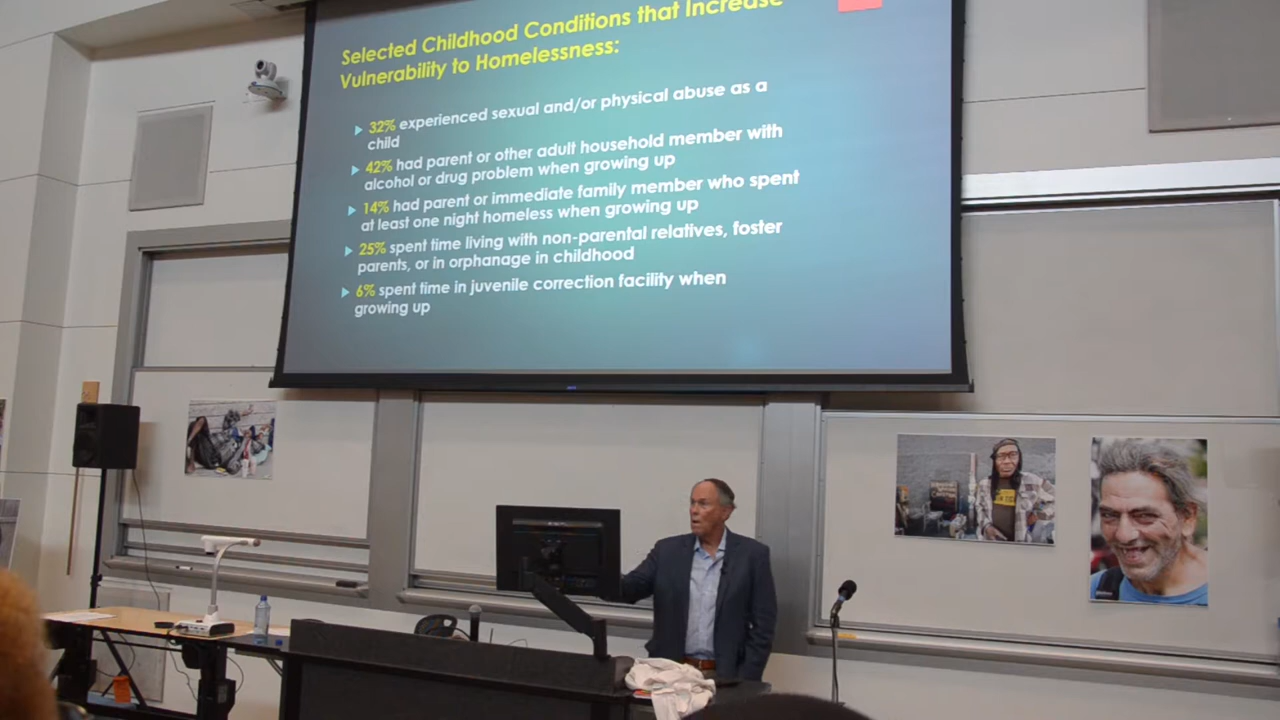 Selected Childhood Conditions that Increase
Vulnerability to Homelessness:
32% experienced sexual and/or physical abuse as a
child
42% had parent or other adult household member with
alcohol or drug problem when growing up
14% had parent or immediate family member who spent
at least one night homeless when growing up
25% spent time living with non-parental relatives, foster
parents, or in orphanage in childhood
6% spent time in juvenile correction facility when
growing up